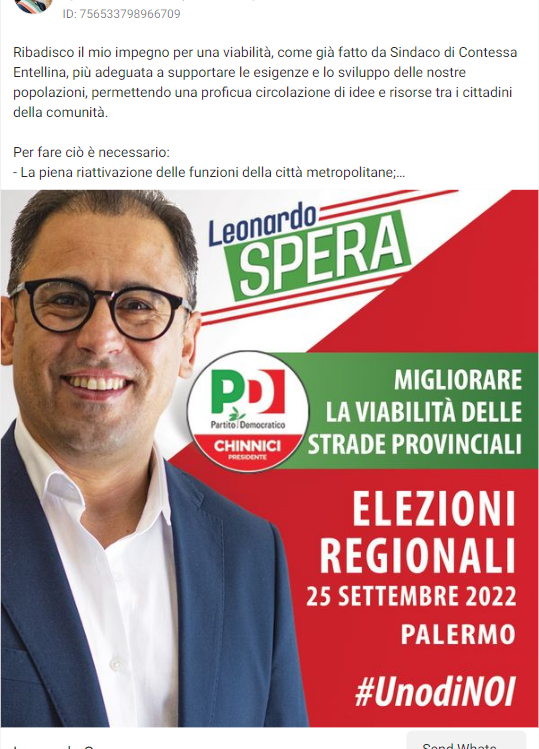 ID: 756533798966709
Ribadisco il mio impegno per una viabilità, come già fatto da Sindaco di Contessa
Entellina, più adeguata a supportare le esigenze e lo sviluppo delle nostre
popolazioni, permettendo una proficua circolazione di idee e risorse tra i cittadini
della comunità.
Per fare ciò è necessario:
- La piena riattivazione delle funzioni della città metropolitane;...
Leonardo
SPERA
PD
Partito Democratico
CHINNICI
PRESIDENTE
MIGLIORARE
LA VIABILITÀ DELLE
STRADE PROVINCIALI
ELEZIONI
REGIONALI
25 SETTEMBRE 2022
PALERMO
#UnodiNOI